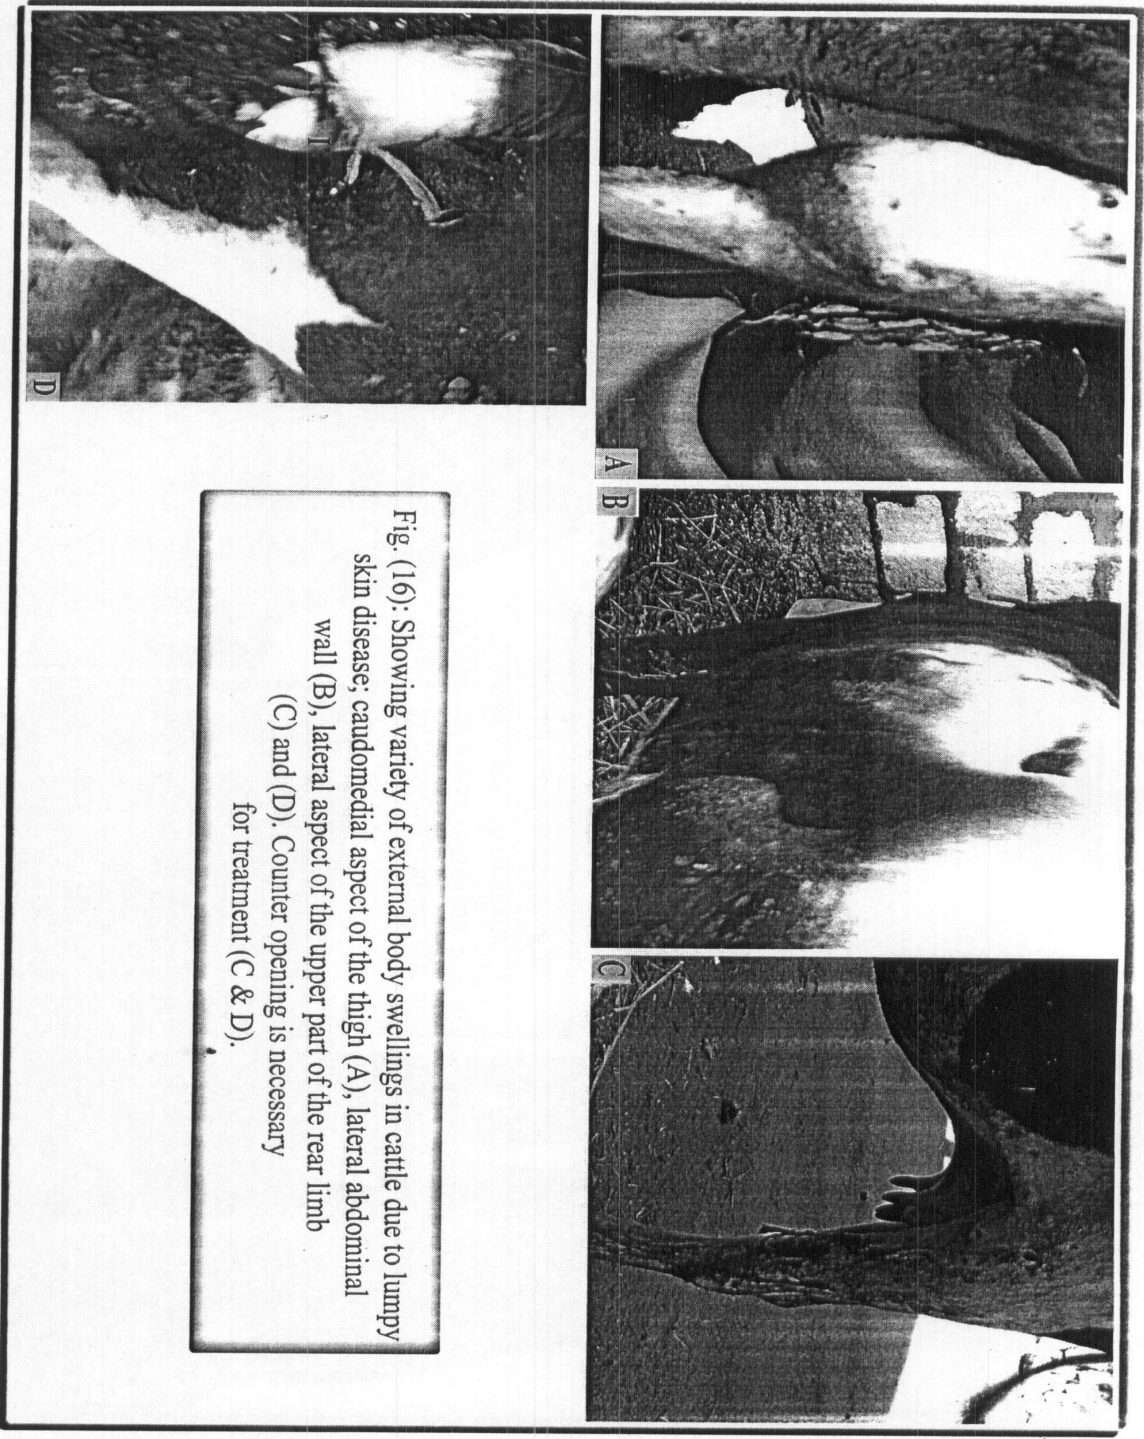 A
B
C
D
Fig. (16): Showing variety of external body swellings in cattle due to lumpy
skin disease; caudomedial aspect of the thigh (A), lateral abdominal
wall (B), lateral aspect of the upper part of the rear limb
(C) and (D). Counter opening is necessary
for treatment (C & D).